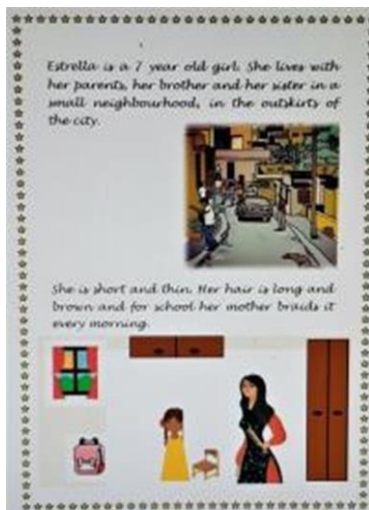 Estrella is a 7 year old girl. She lives with
her parents, her brother and her sister in a
small neighbourhood, in the outskirts of
the city.
She is short and thin. Her hair is long and
brown and for school her mother braids it
every morning.